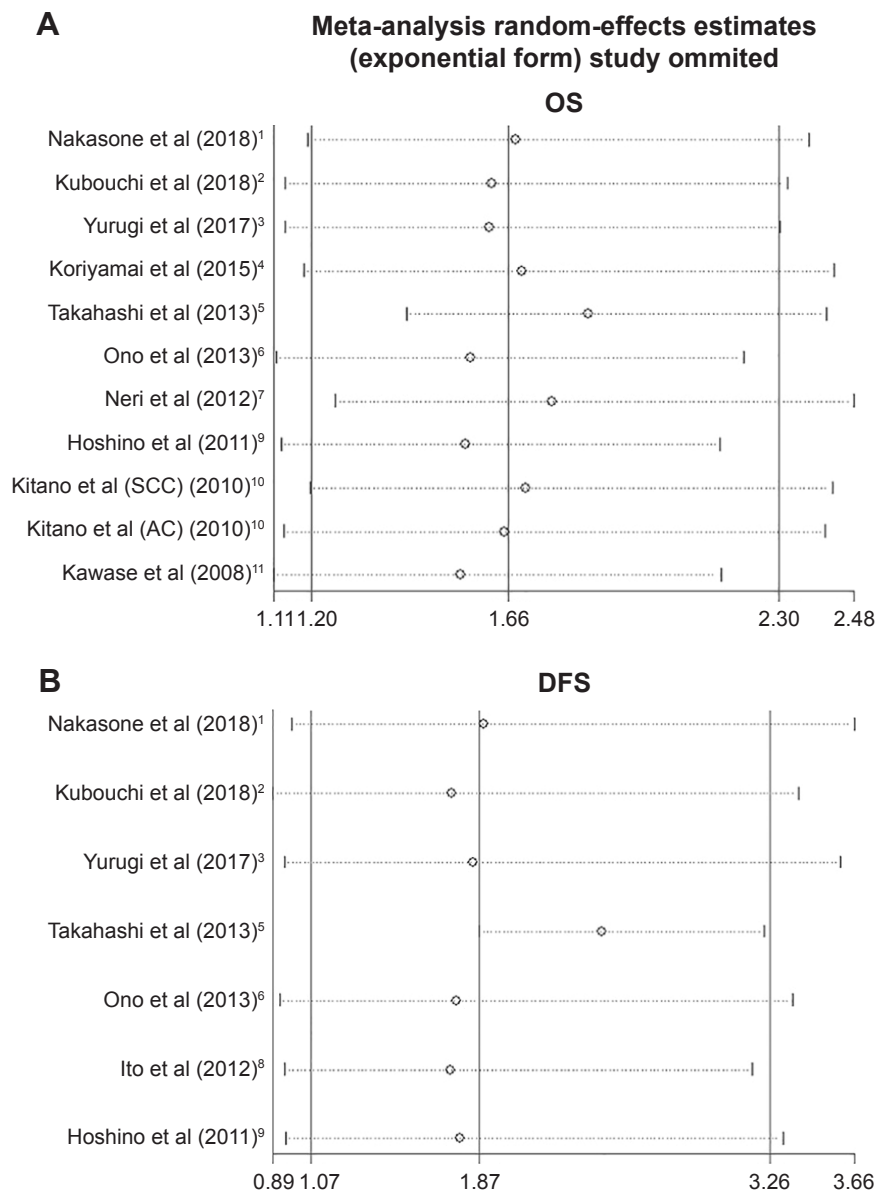 A
Meta-analysis random-effects estimates
(exponential form) study ommited
OS
Nakasone et al (2018)¹
Kubouchi et al (2018)²
Yurugi et al (2017)³
Koriyamai et al (2015)⁴
Takahashi et al (2013)⁵
Ono et al (2013)⁶
Neri et al (2012)⁷
Hoshino et al (2011)⁹
Kitano et al (SCC) (2010)¹⁰
Kitano et al (AC) (2010)¹⁰
Kawase et al (2008)¹¹
1.11 1.20 1.66 2.30 2.48
B
DFS
Nakasone et al (2018)¹
Kubouchi et al (2018)²
Yurugi et al (2017)³
Takahashi et al (2013)⁵
Ono et al (2013)⁶
Ito et al (2012)⁸
Hoshino et al (2011)⁹
0.89 1.07 1.87 3.26 3.66